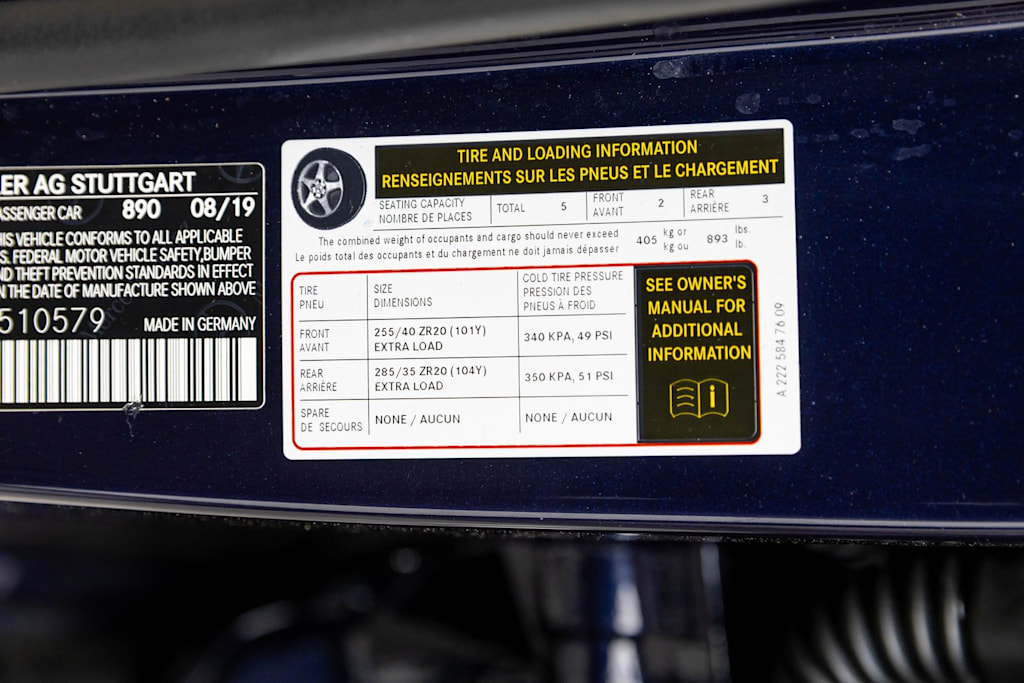 ER AG STUTTGART
ASSENGER CAR 890 08/19
HIS VEHICLE CONFORMS TO ALL APPLICABLE
S. FEDERAL MOTOR VEHICLE SAFETY,BUMPER
ND THEFT PREVENTION STANDARDS IN EFFECT
N THE DATE OF MANUFACTURE SHOWN ABOVE
510579 MADE IN GERMANY
TIRE AND LOADING INFORMATION
RENSEIGNEMENTS SUR LES PNEUS ET LE CHARGEMENT
SEATING CAPACITY
NOMBRE DE PLACES
TOTAL 5
FRONT
AVANT
2
REAR
ARRIÈRE
3
The combined weight of occupants and cargo should never exceed
Le poids total des occupants et du chargement ne doit jamais dépasser
405 kg or
kg ou
893 lbs.
lb.
TIRE
PNEU
SIZE
DIMENSIONS
COLD TIRE PRESSURE
PRESSION DES
PNEUS À FROID
FRONT
AVANT
255/40 ZR20 (101Y)
EXTRA LOAD
340 KPA, 49 PSI
REAR
ARRIÈRE
285/35 ZR20 (104Y)
EXTRA LOAD
350 KPA, 51 PSI
SPARE
DE SECOURS
NONE / AUCUN
NONE / AUCUN
SEE OWNER'S
MANUAL FOR
ADDITIONAL
INFORMATION
A 222 584 76 09